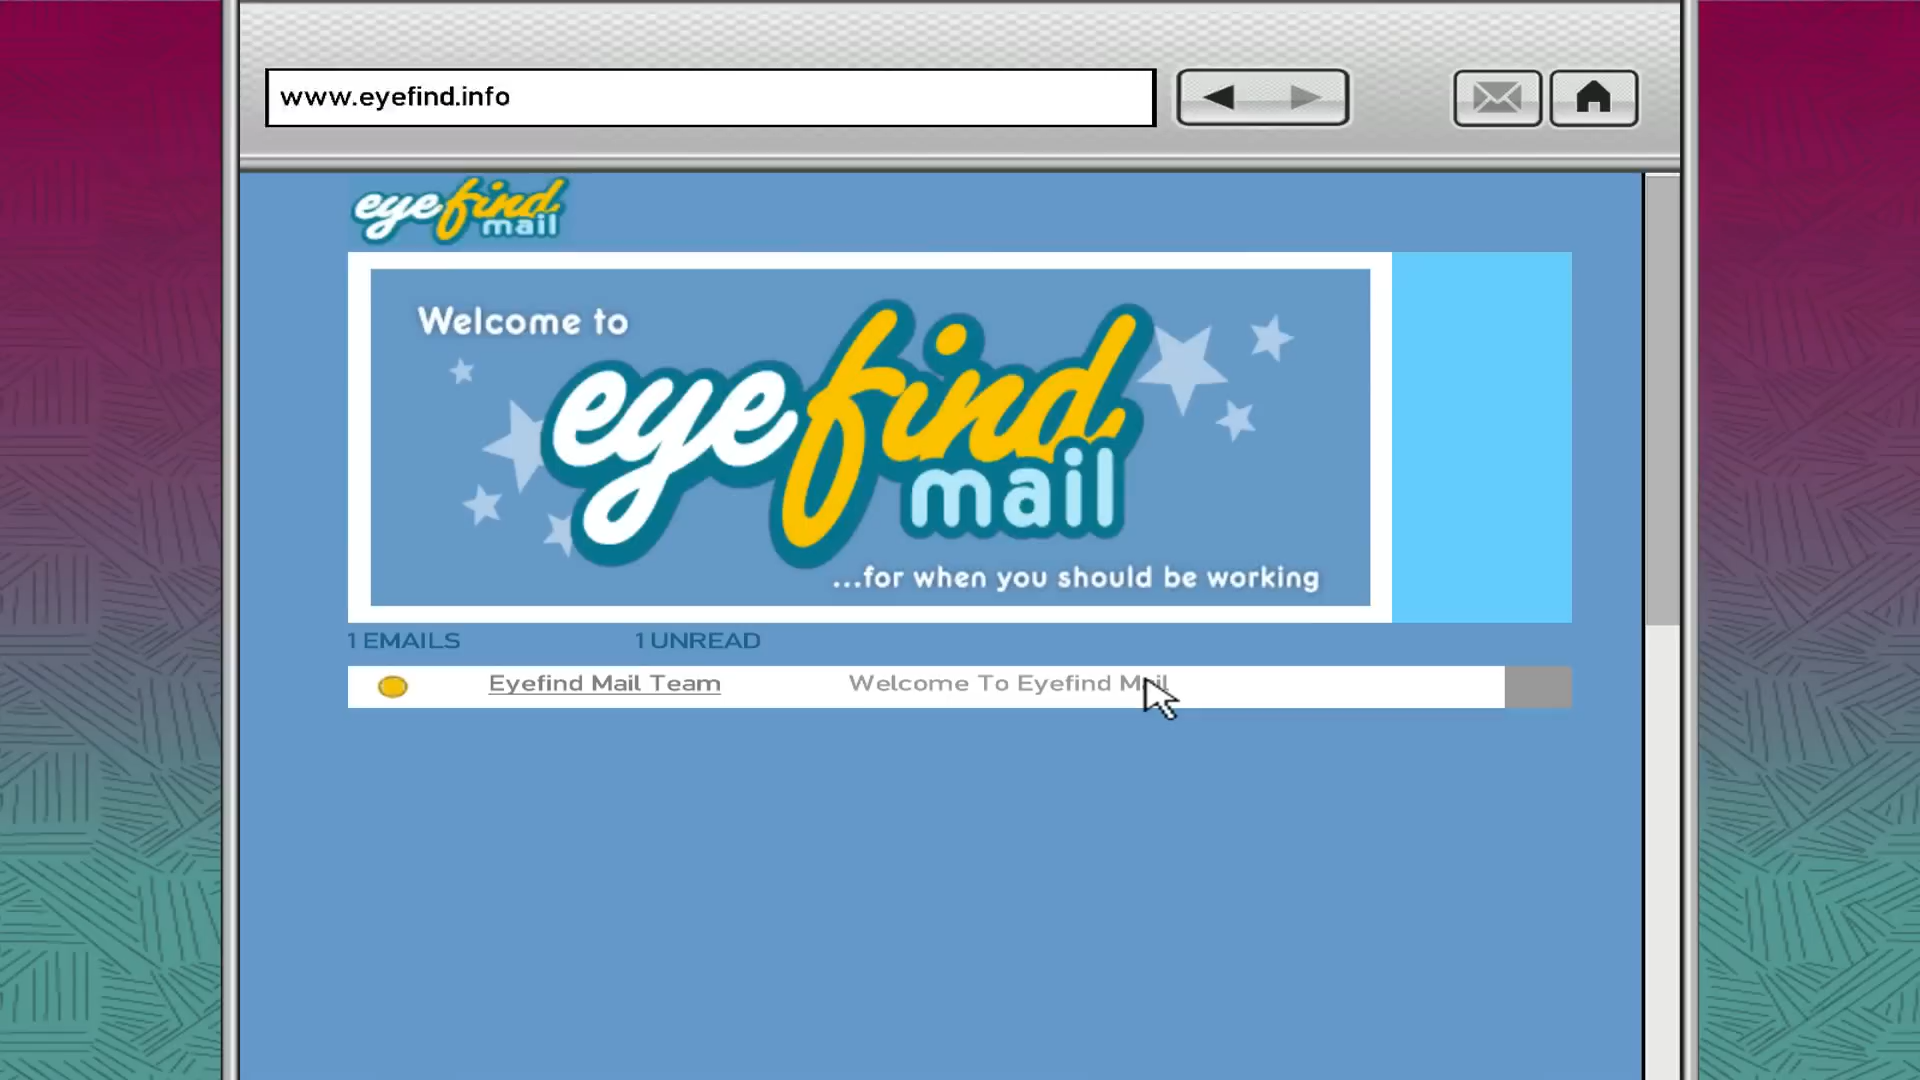 www.eyefind.info
eyefind
mail
Welcome to
eyefind
mail
...for when you should be working
1 EMAILS 1 UNREAD
Eyefind Mail Team Welcome To Eyefind Mail